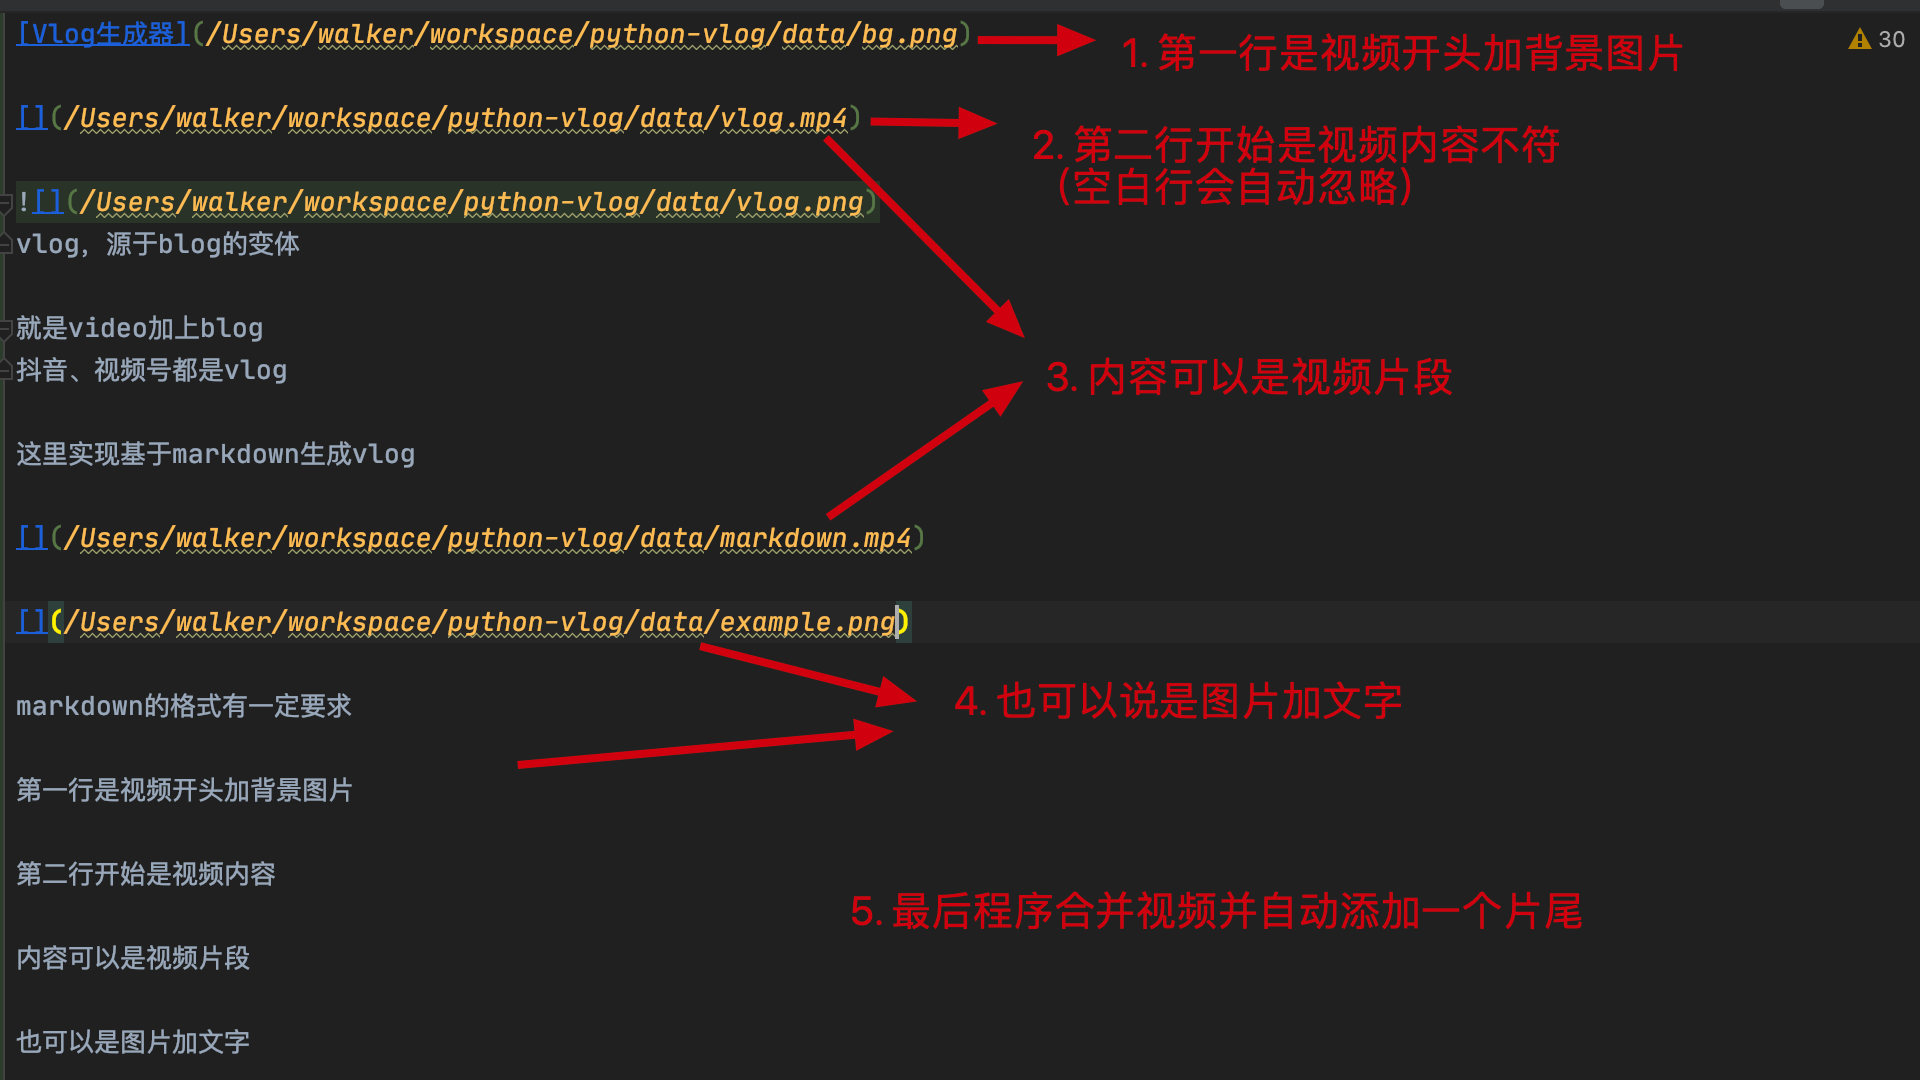 [Vlog生成器](/Users/walker/workspace/python-vlog/data/bg.png)
1. 第一行是视频开头加背景图片
30
[](/Users/walker/workspace/python-vlog/data/vlog.mp4)
2. 第二行开始是视频内容不符
(空白行会自动忽略)
![](/Users/walker/workspace/python-vlog/data/vlog.png)
vlog，源于blog的变体
就是video加上blog
抖音、视频号都是vlog
3. 内容可以是视频片段
这里实现基于markdown生成vlog
[](/Users/walker/workspace/python-vlog/data/markdown.mp4)
[](/Users/walker/workspace/python-vlog/data/example.png)
4. 也可以说是图片加文字
markdown的格式有一定要求
第一行是视频开头加背景图片
第二行开始是视频内容
5. 最后程序合并视频并自动添加一个片尾
内容可以是视频片段
也可以是图片加文字